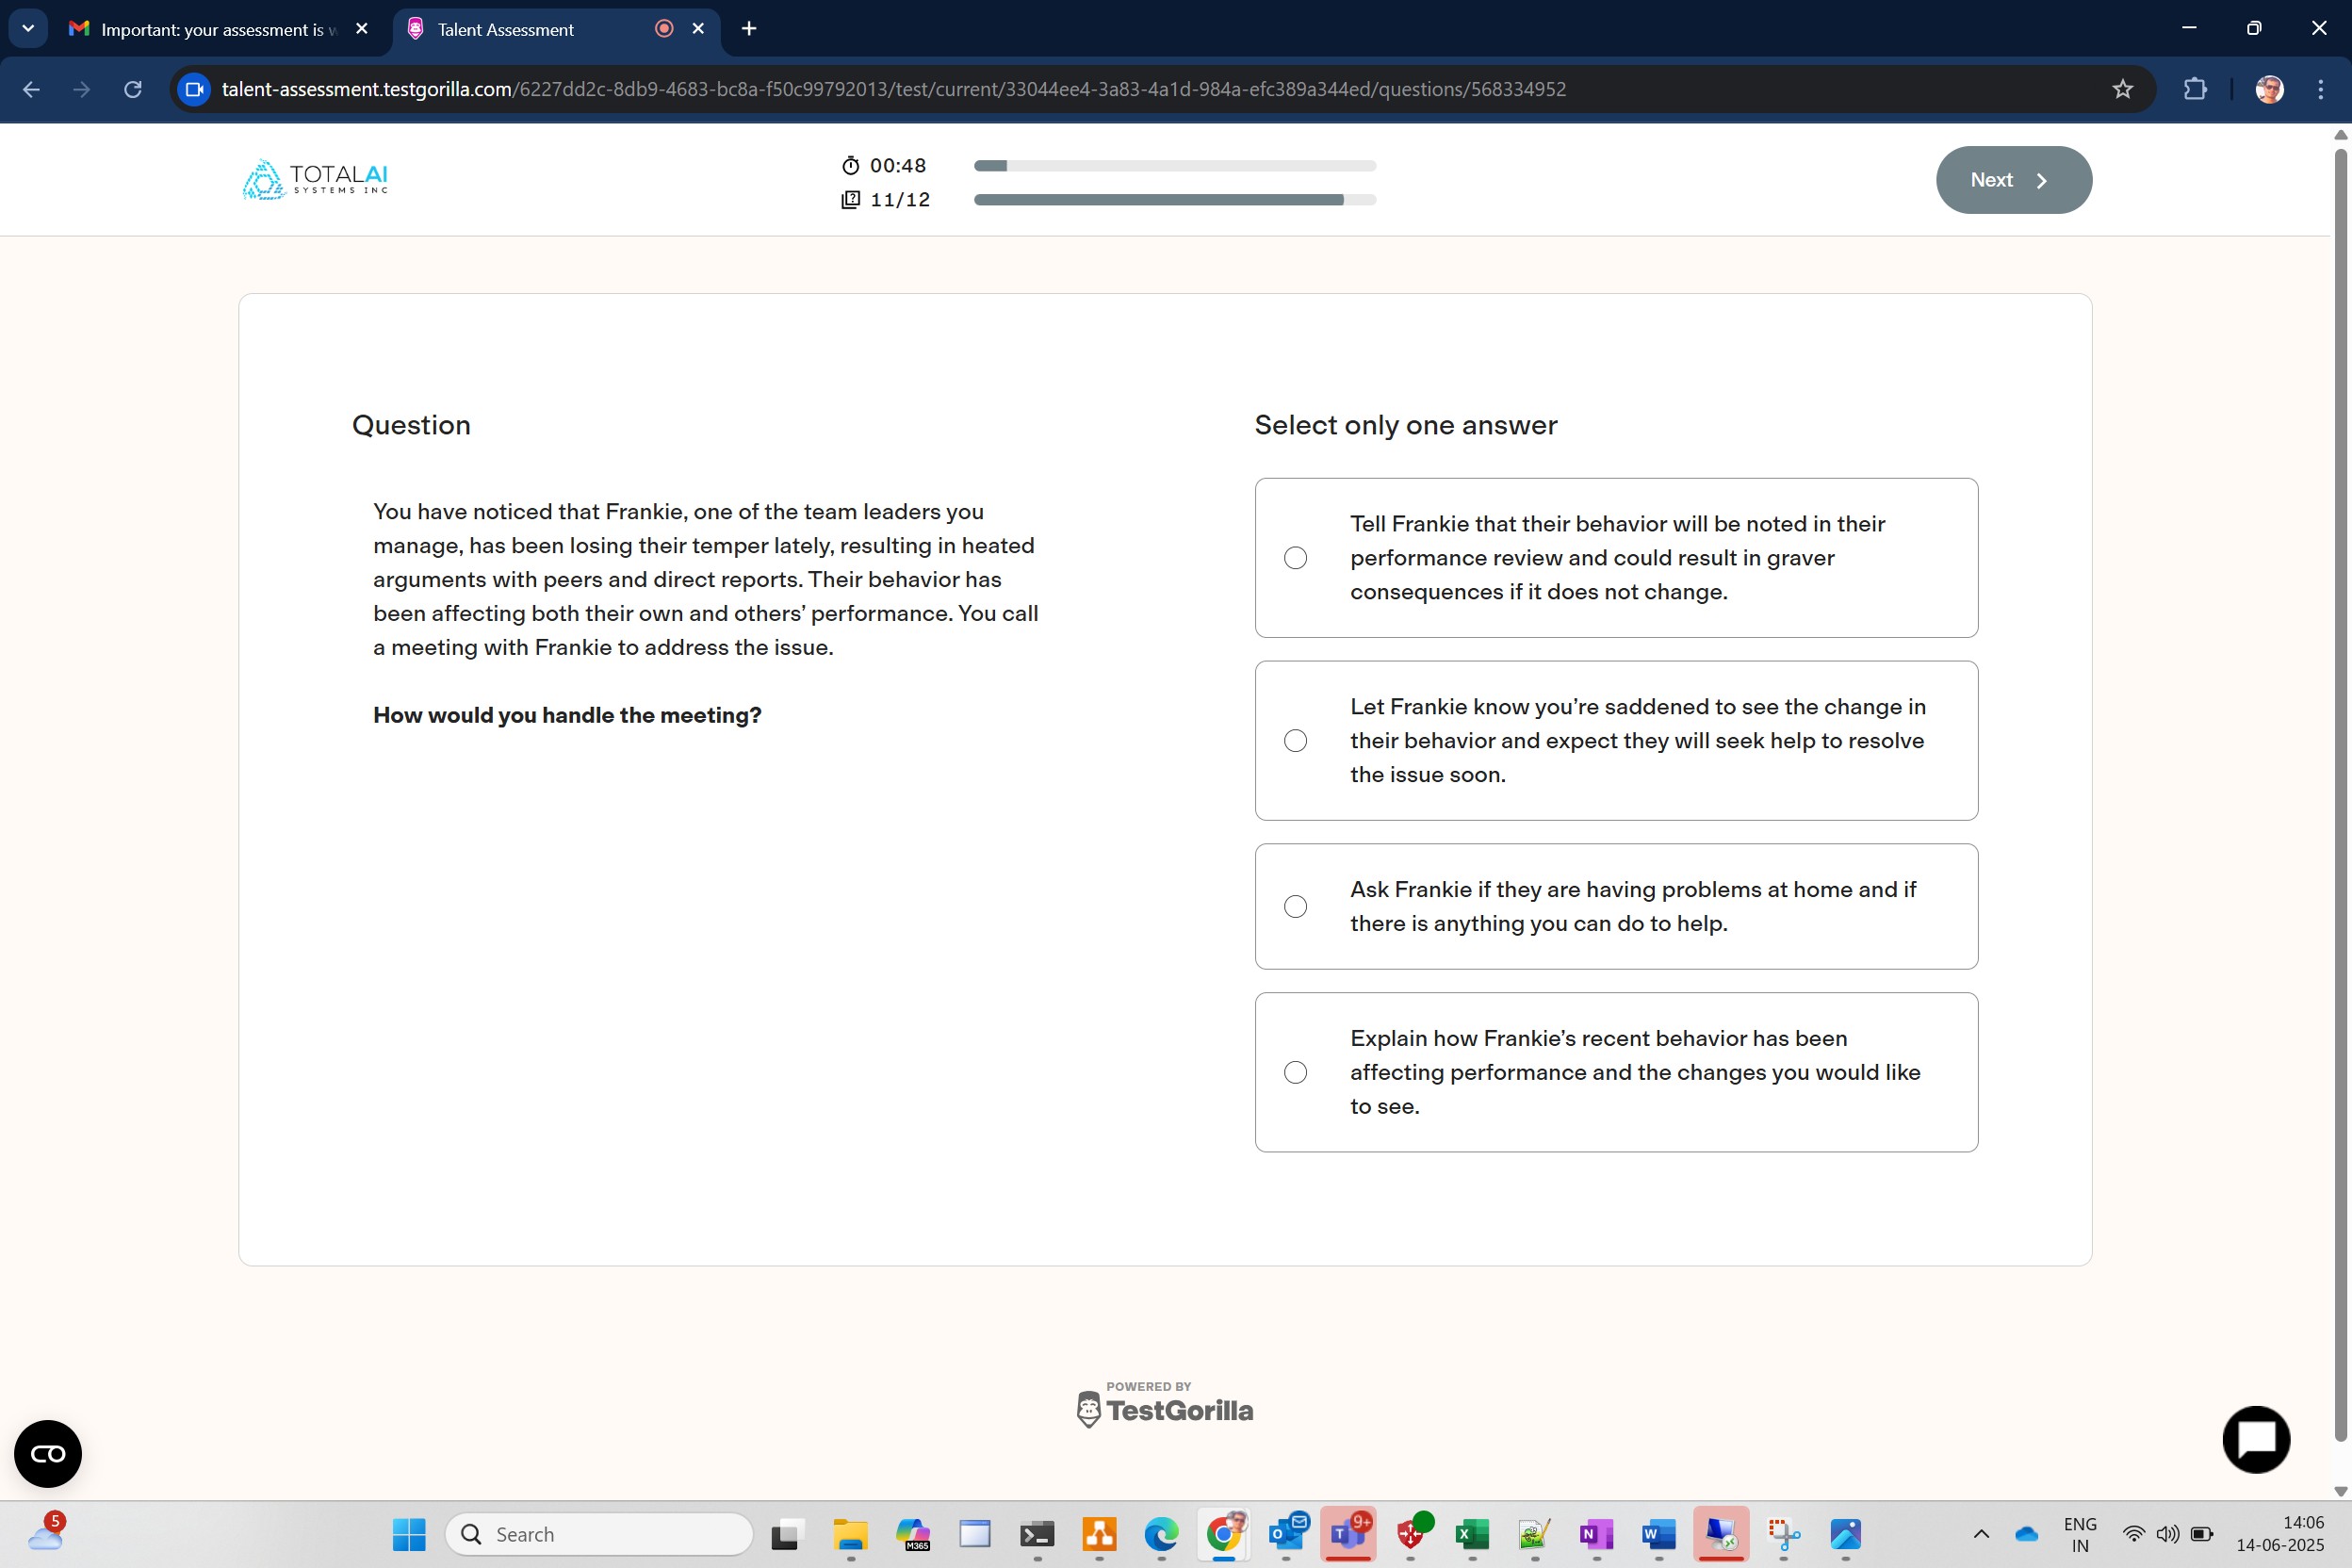 Important: your assessment is w
Talent Assessment
talent-assessment.testgorilla.com/6227dd2c-8db9-4683-bc8a-f50c99792013/test/current/33044ee4-3a83-4a1d-984a-efc389a344ed/questions/568334952
TOTALAI
SYSTEMS INC
00:48
11/12
Next
Question
You have noticed that Frankie, one of the team leaders you
manage, has been losing their temper lately, resulting in heated
arguments with peers and direct reports. Their behavior has
been affecting both their own and others’ performance. You call
a meeting with Frankie to address the issue.
How would you handle the meeting?
Select only one answer
Tell Frankie that their behavior will be noted in their
performance review and could result in graver
consequences if it does not change.
Let Frankie know you’re saddened to see the change in
their behavior and expect they will seek help to resolve
the issue soon.
Ask Frankie if they are having problems at home and if
there is anything you can do to help.
Explain how Frankie’s recent behavior has been
affecting performance and the changes you would like
to see.
POWERED BY
TestGorilla
5
Search
M365
9+
ENG
IN
14:06
14-06-2025